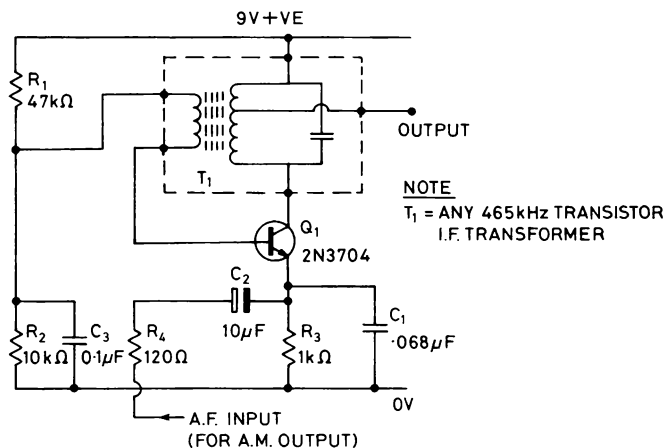 9V+VE
R1
47kΩ
T1
OUTPUT
NOTE
T1 = ANY 465kHz TRANSISTOR
I.F. TRANSFORMER
Q1
2N3704
C2
10µF
C1
·068µF
R2
10kΩ
C3
0·1µF
R4
120Ω
R3
1kΩ
0V
A.F. INPUT
(FOR A.M. OUTPUT)